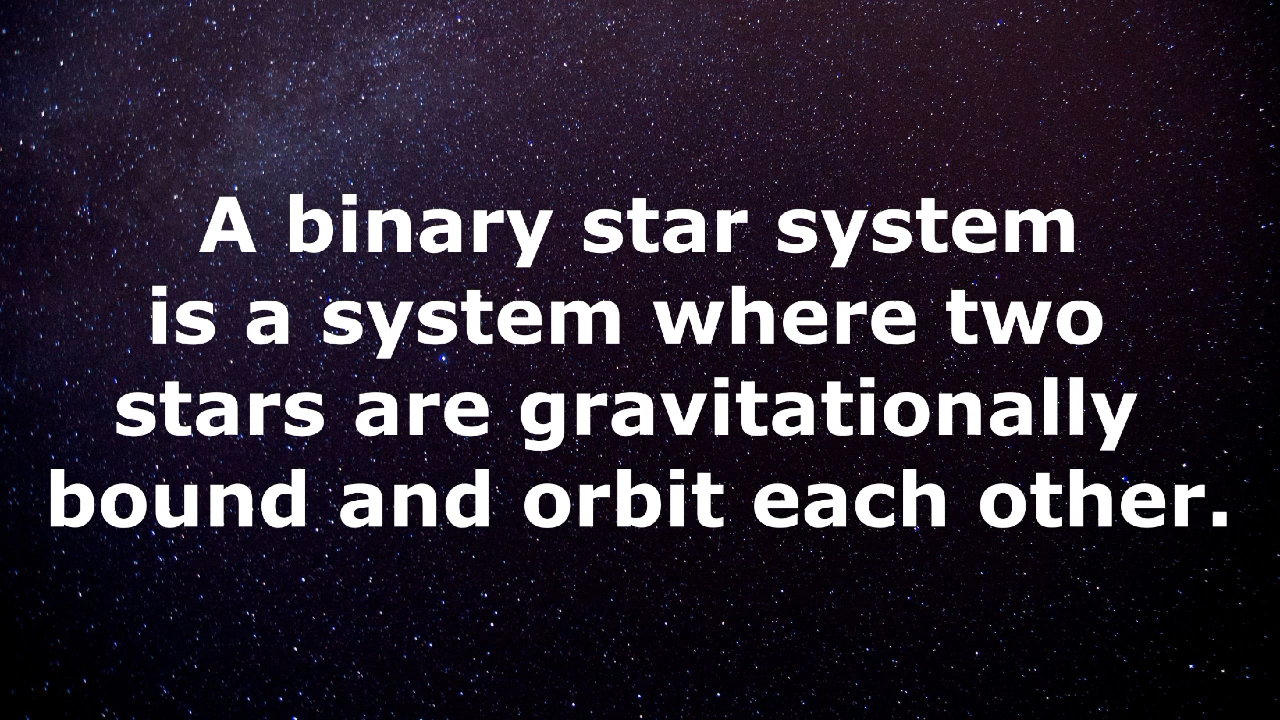 A binary star system
is a system where two
stars are gravitationally
bound and orbit each other.